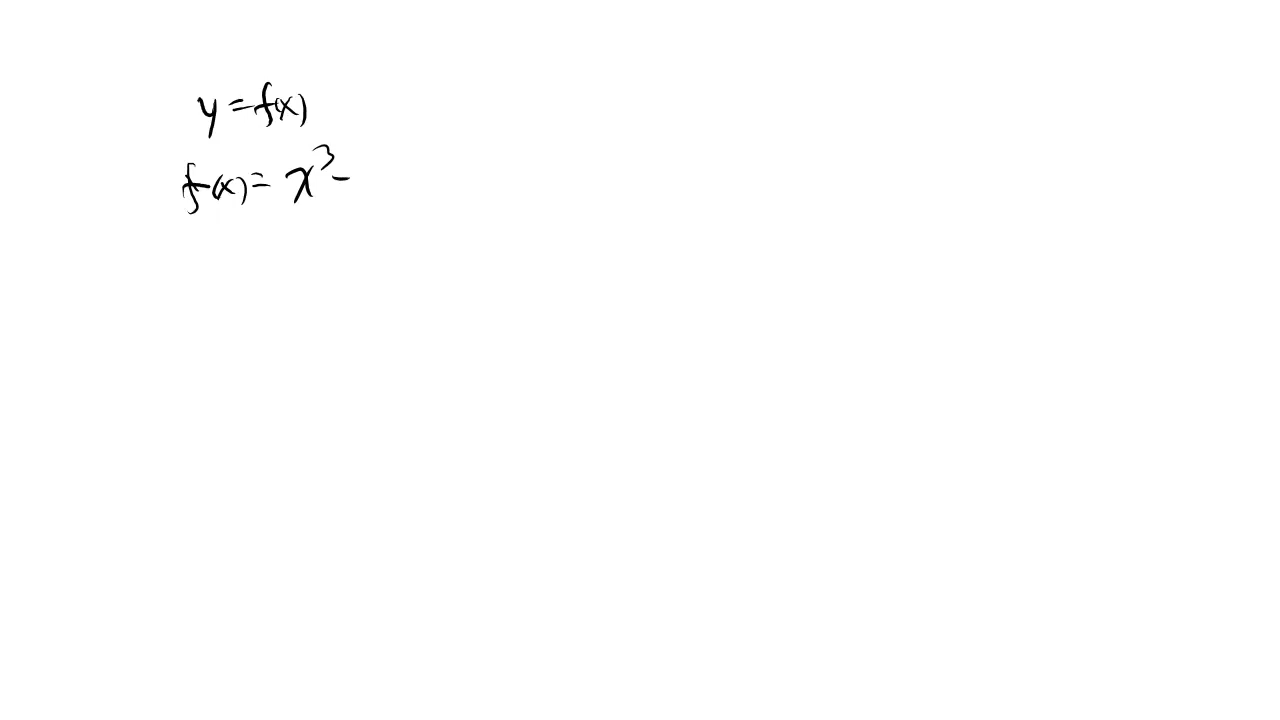 y = f(x)
f(x) = x³ -